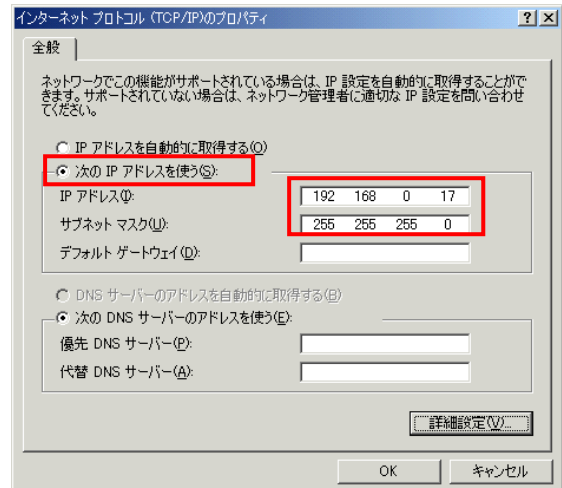 インターネット プロトコル (TCP/IP)のプロパティ
全般
ネットワークでこの機能がサポートされている場合は、IP 設定を自動的に取得することがで
きます。サポートされていない場合は、ネットワーク管理者に適切な IP 設定を問い合わせ
てください。
IP アドレスを自動的に取得する(O)
次の IP アドレスを使う(S):
IP アドレス(I): 192 168 0 17
サブネット マスク(U): 255 255 255 0
デフォルト ゲートウェイ(D):
DNS サーバーのアドレスを自動的に取得する(B)
次の DNS サーバーのアドレスを使う(E):
優先 DNS サーバー(P):
代替 DNS サーバー(A):
詳細設定(V)...
OK キャンセル